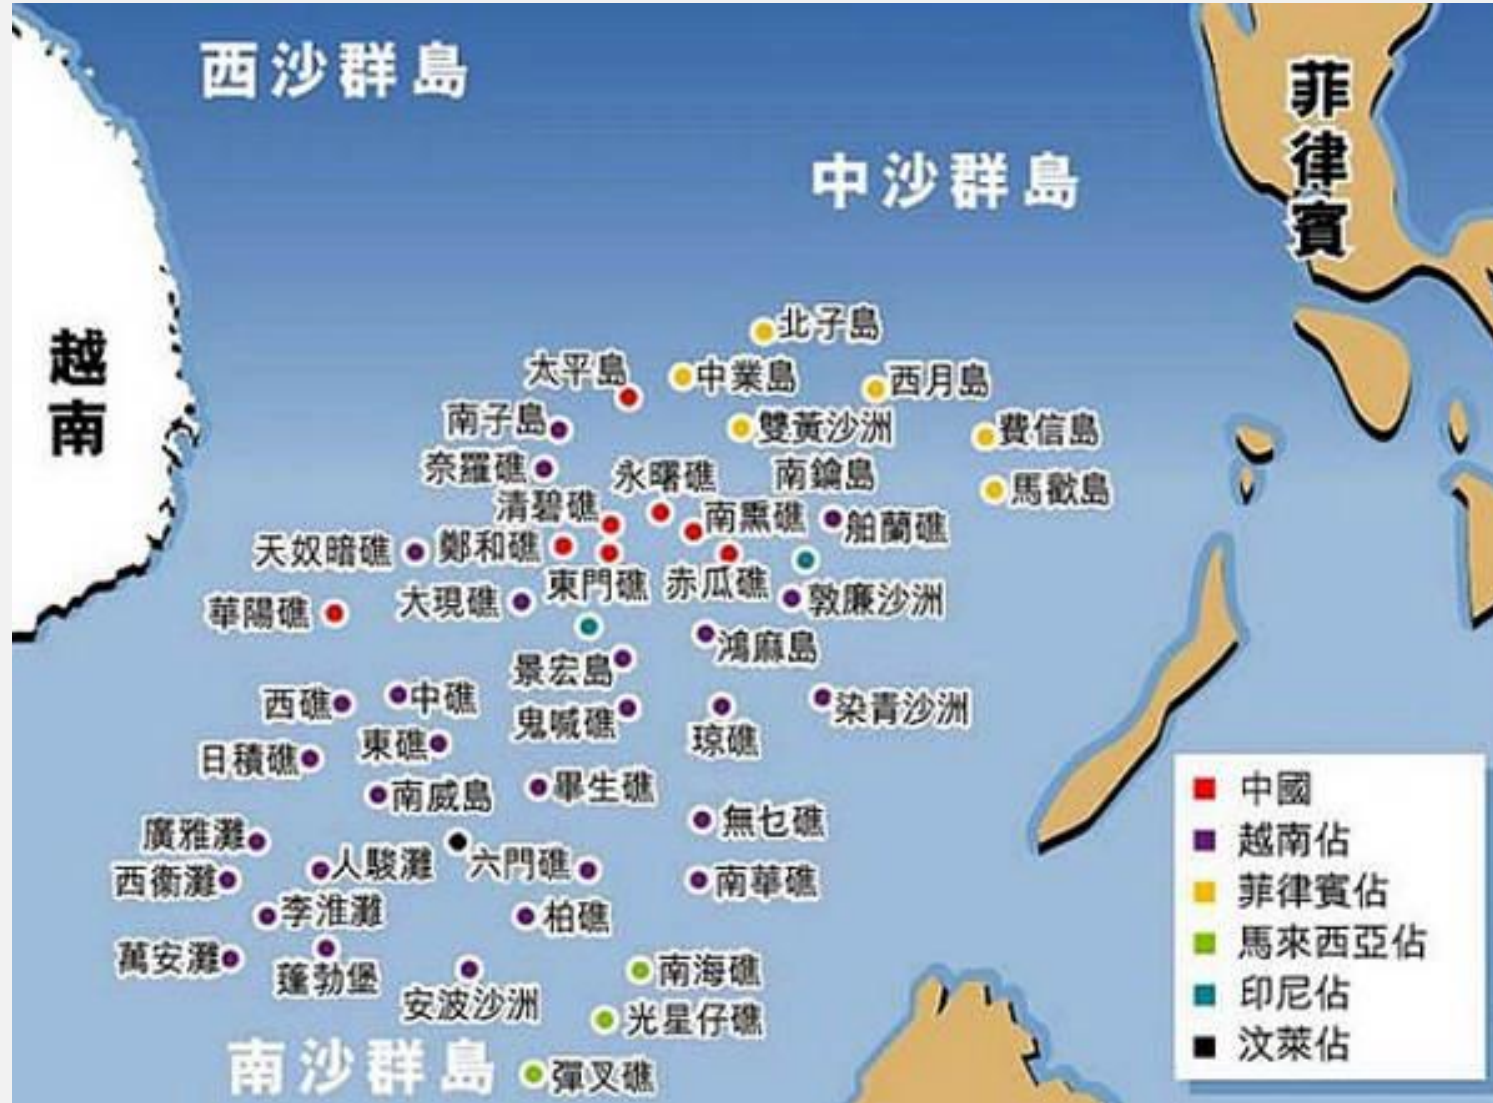 西沙群島
中沙群島
菲律賓
越南
北子島
太平島
中業島
西月島
南子島
雙黃沙洲
費信島
奈羅礁
永曙礁
南鑰島
馬歡島
清碧礁
南熏礁
舶蘭礁
天奴暗礁
鄭和礁
東門礁
赤瓜礁
華陽礁
大現礁
敦廉沙洲
鴻庥島
景宏島
西礁
中礁
鬼喊礁
染青沙洲
東礁
琼礁
日積礁
南威島
畢生礁
無乜礁
廣雅灘
人駿灘
六門礁
西衛灘
南華礁
李淮灘
柏礁
萬安灘
蓬勃堡
南海礁
安波沙洲
光星仔礁
南沙群島
彈叉礁
中國
越南佔
菲律賓佔
馬來西亞佔
印尼佔
汶萊佔